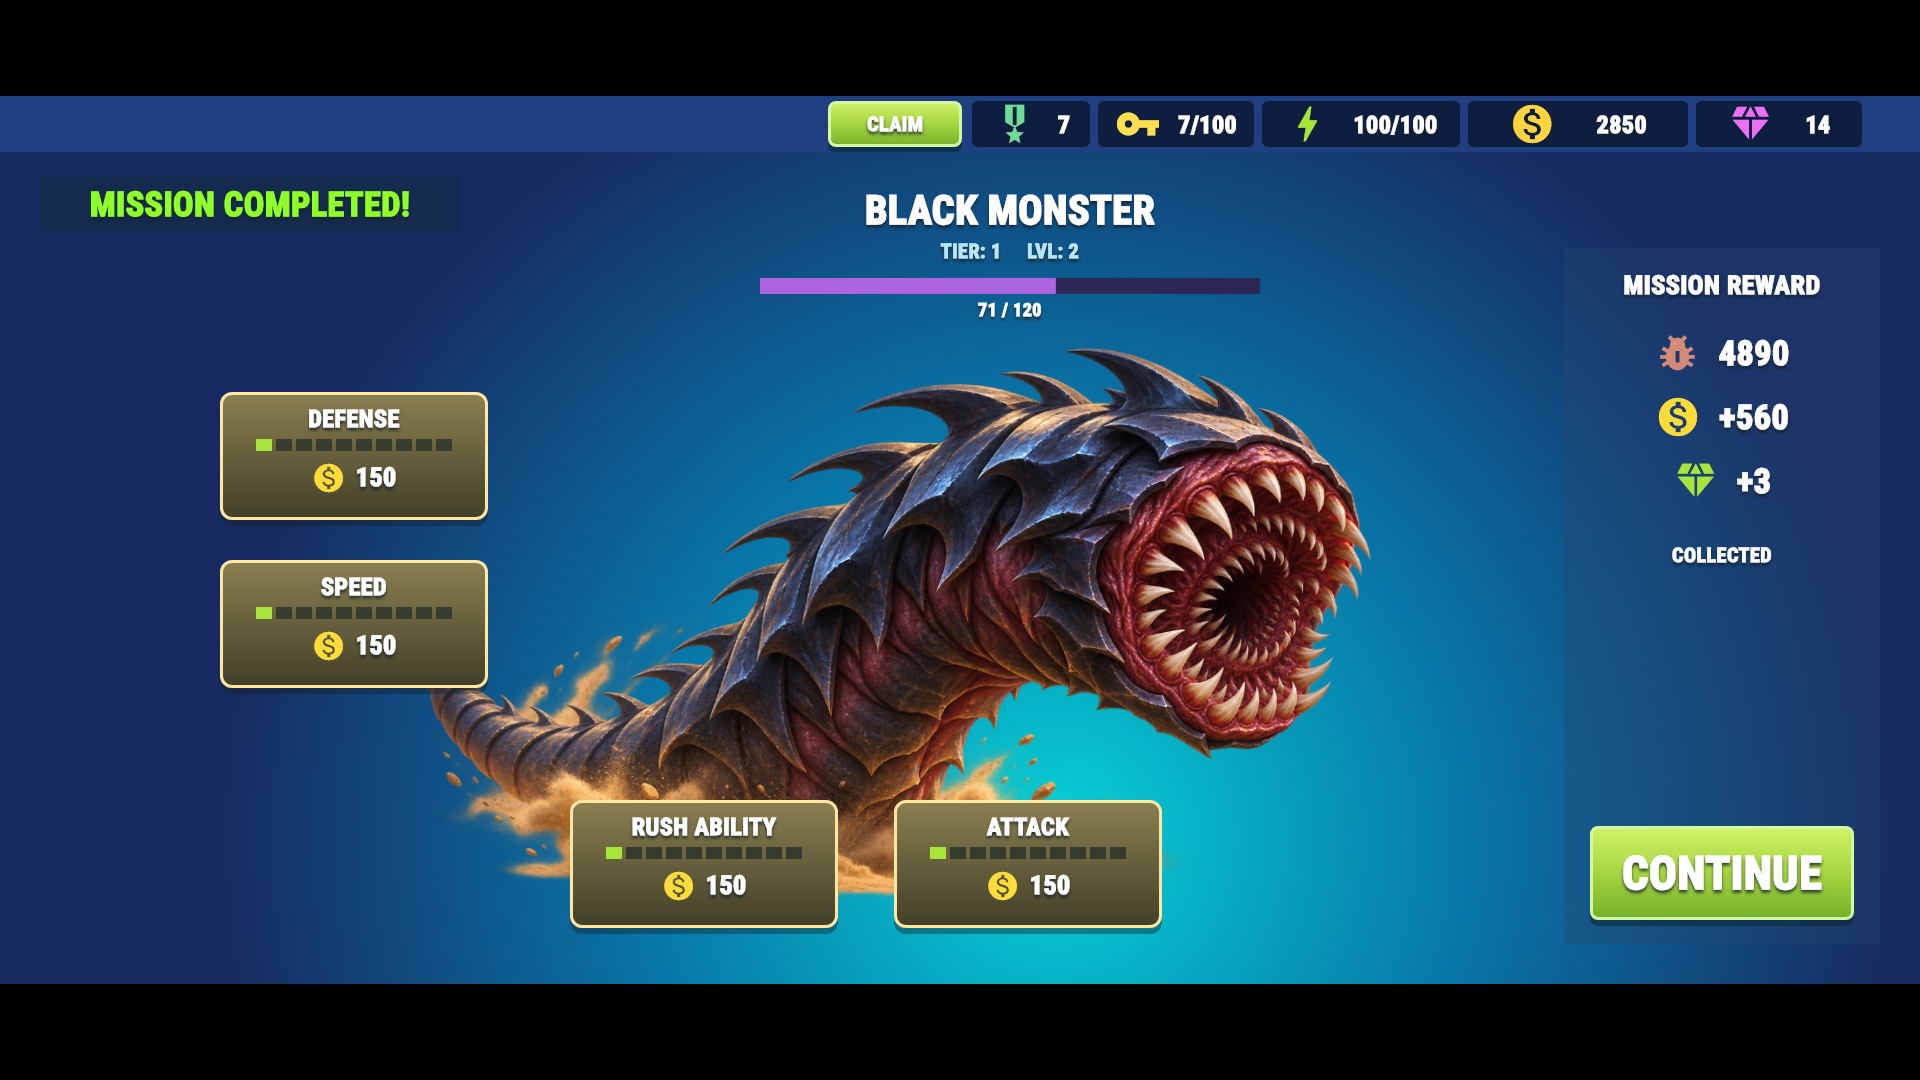 CLAIM
7
7/100
100/100
2850
14
MISSION COMPLETED!
BLACK MONSTER
TIER: 1 LVL: 2
71 / 120
MISSION REWARD
4890
+560
+3
COLLECTED
DEFENSE
150
SPEED
150
RUSH ABILITY
150
ATTACK
150
CONTINUE